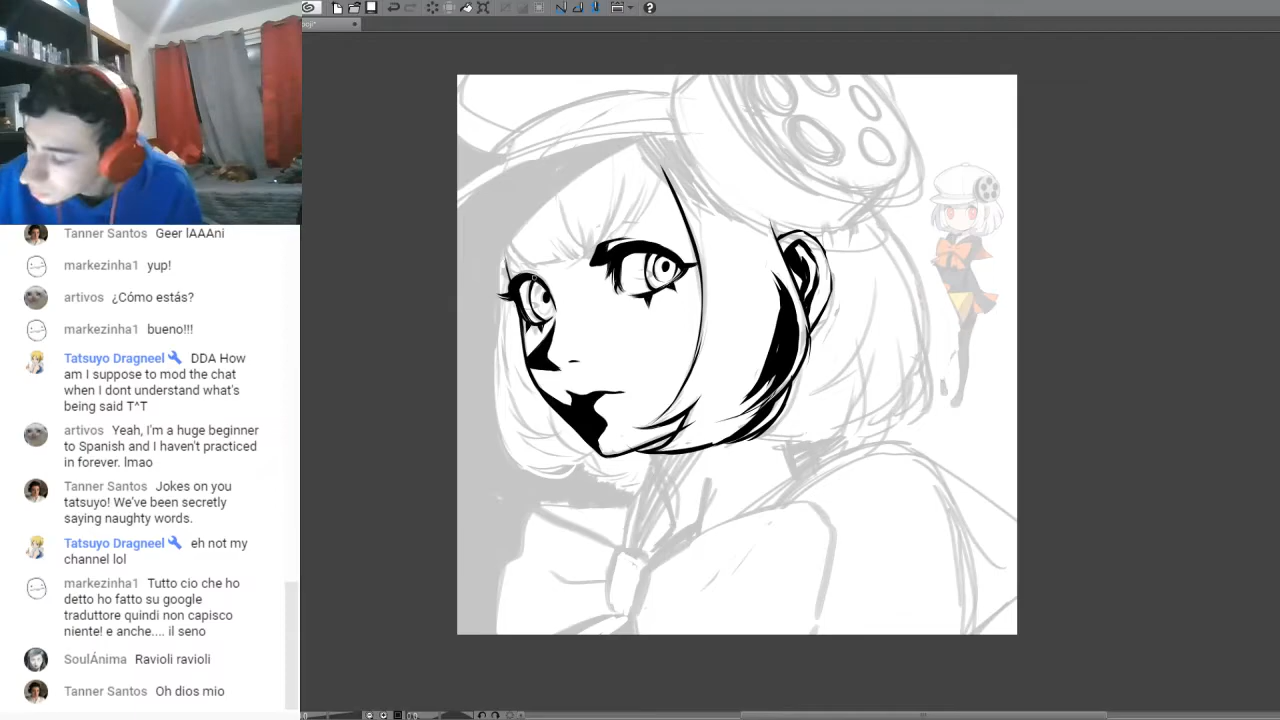 Tanner Santos Geer lAAAni
markezinha1 yup!
artivos ¿Cómo estás?
markezinha1 bueno!!!
Tatsuyo Dragneel DDA How
am I suppose to mod the chat
when I dont understand what's
being said T^T
artivos Yeah, I'm a huge beginner
to Spanish and I haven't practiced
in forever. lmao
Tanner Santos Jokes on you
tatsuyo! We've been secretly
saying naughty words.
Tatsuyo Dragneel eh not my
channel lol
markezinha1 Tutto cio che ho
detto ho fatto su google
traduttore quindi non capisco
niente! e anche.... il seno
SoulÁnima Ravioli ravioli
Tanner Santos Oh dios mio